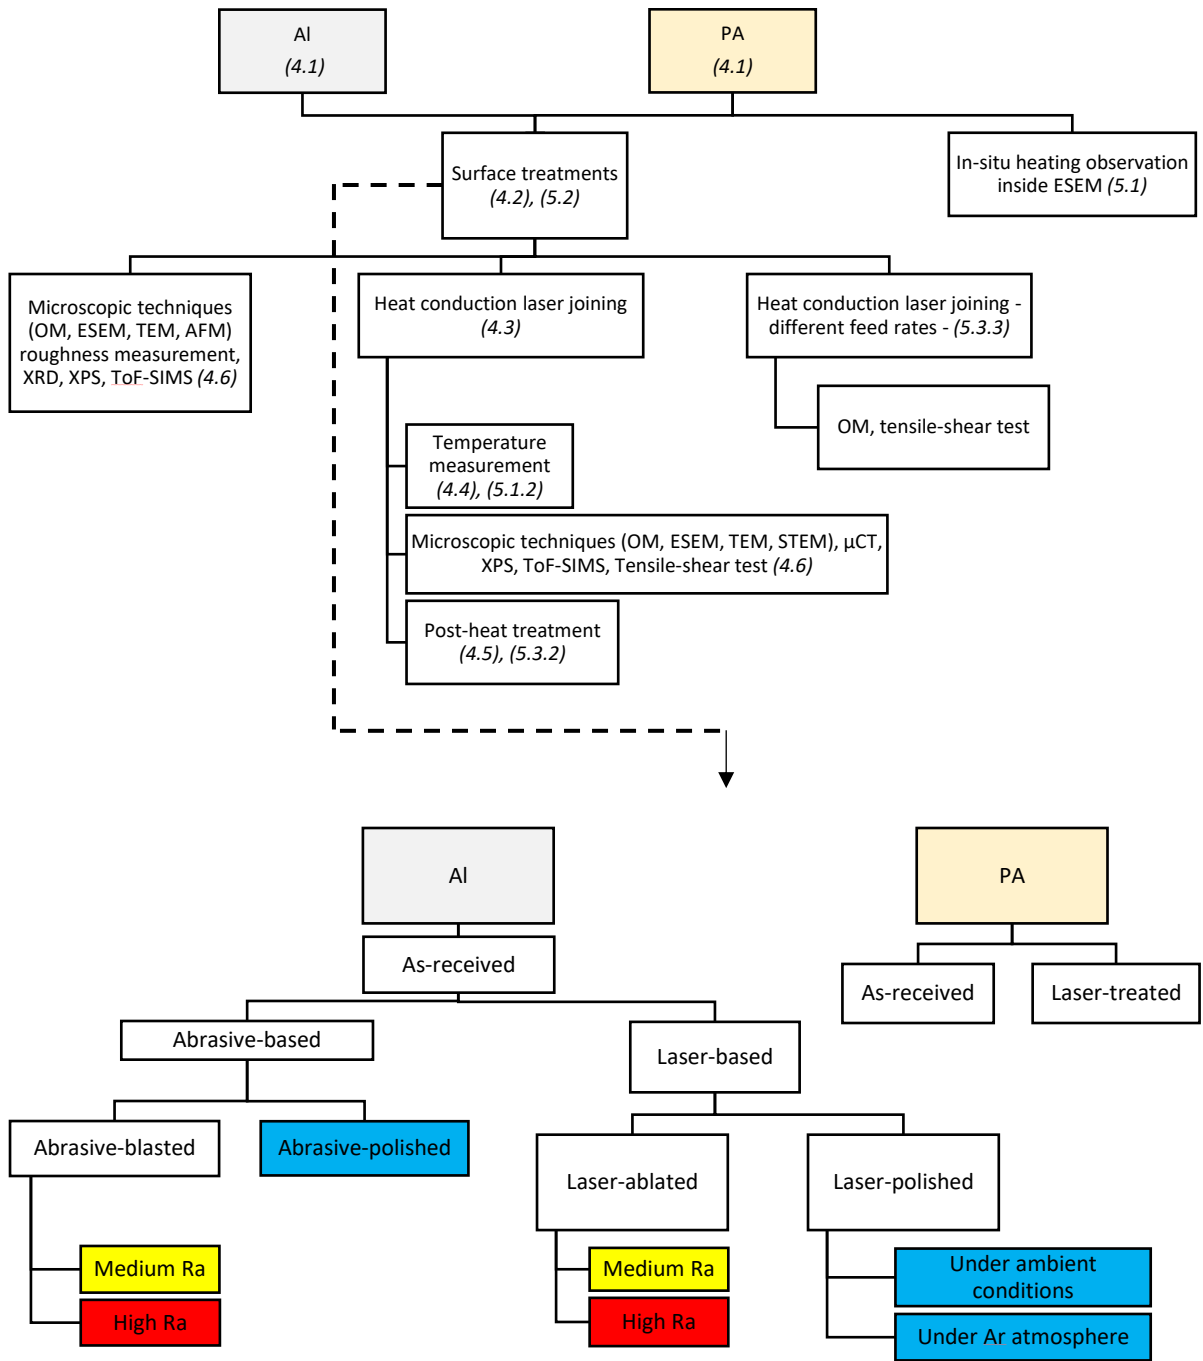 Al
(4.1)
PA
(4.1)
Surface treatments
(4.2), (5.2)
In-situ heating observation
inside ESEM (5.1)
Microscopic techniques
(OM, ESEM, TEM, AFM)
roughness measurement,
XRD, XPS, ToF-SIMS (4.6)
Heat conduction laser joining
(4.3)
Heat conduction laser joining -
different feed rates - (5.3.3)
OM, tensile-shear test
Temperature
measurement
(4.4), (5.1.2)
Microscopic techniques (OM, ESEM, TEM, STEM), µCT,
XPS, ToF-SIMS, Tensile-shear test (4.6)
Post-heat treatment
(4.5), (5.3.2)
Al
PA
As-received
As-received
Laser-treated
Abrasive-based
Laser-based
Abrasive-blasted
Abrasive-polished
Laser-ablated
Laser-polished
Medium Ra
High Ra
Medium Ra
High Ra
Under ambient
conditions
Under Ar atmosphere